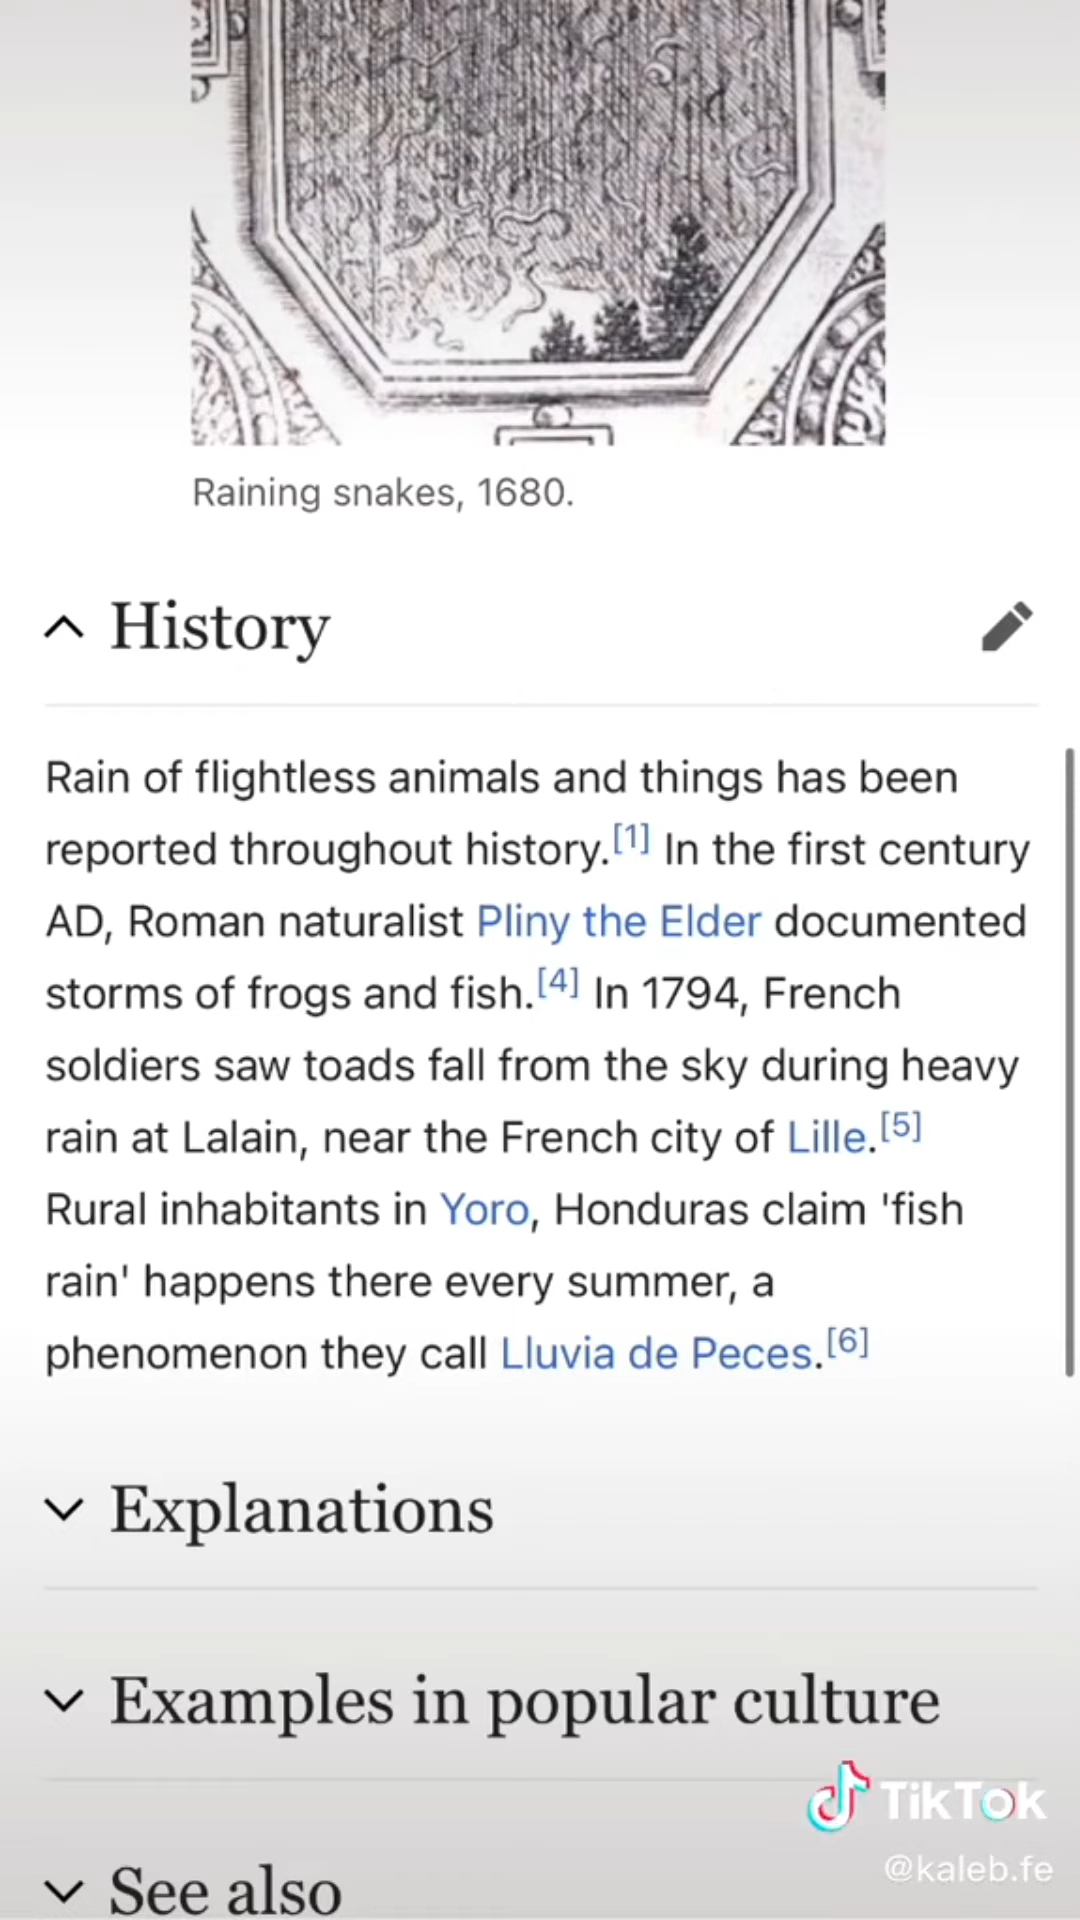 Raining snakes, 1680.
History
Rain of flightless animals and things has been
reported throughout history.[1] In the first century
AD, Roman naturalist Pliny the Elder documented
storms of frogs and fish.[4] In 1794, French
soldiers saw toads fall from the sky during heavy
rain at Lalain, near the French city of Lille.[5]
Rural inhabitants in Yoro, Honduras claim 'fish
rain' happens there every summer, a
phenomenon they call Lluvia de Peces.[6]
Explanations
Examples in popular culture
TikTok
@kaleb.fe
See also